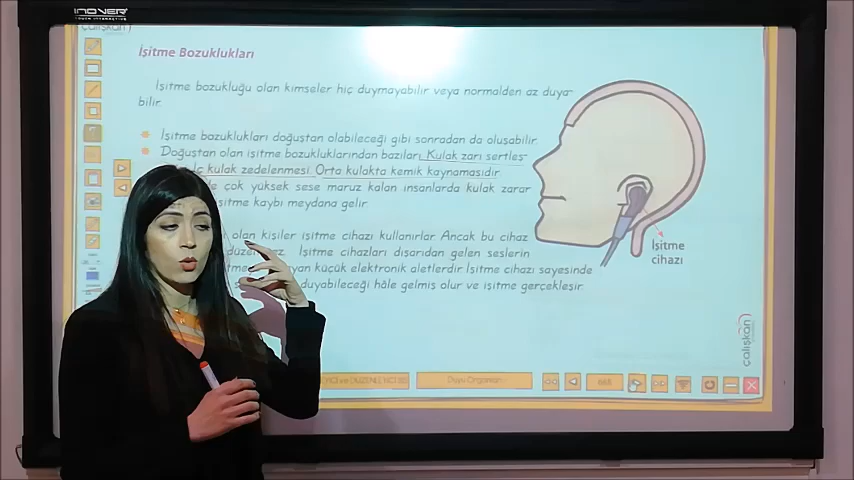 INOVER
TOUCH INTERACTIVE
çalışkan
İşitme Bozuklukları
İşitme bozukluğu olan kimseler hiç duymayabilir veya normalden az duya-
bilir.
İşitme bozuklukları doğuştan olabileceği gibi sonradan da oluşabilir.
Doğuştan olan işitme bozukluklarından bazıları, Kulak zarı sertleş-
İç kulak zedelenmesi. Orta kulakta kemik kaynamasıdır.
çok yüksek sese maruz kalan insanlarda kulak zarar
işitme kaybı meydana gelir.
olan kişiler işitme cihazı kullanırlar. Ancak bu cihaz
İşitme cihazları dışarıdan gelen seslerin
küçük elektronik aletlerdir. İşitme cihazı sayesinde
duyabileceği hâle gelmiş olur ve işitme gerçekleşir.
İşitme
cihazı
çalışkan
Duyu Organları